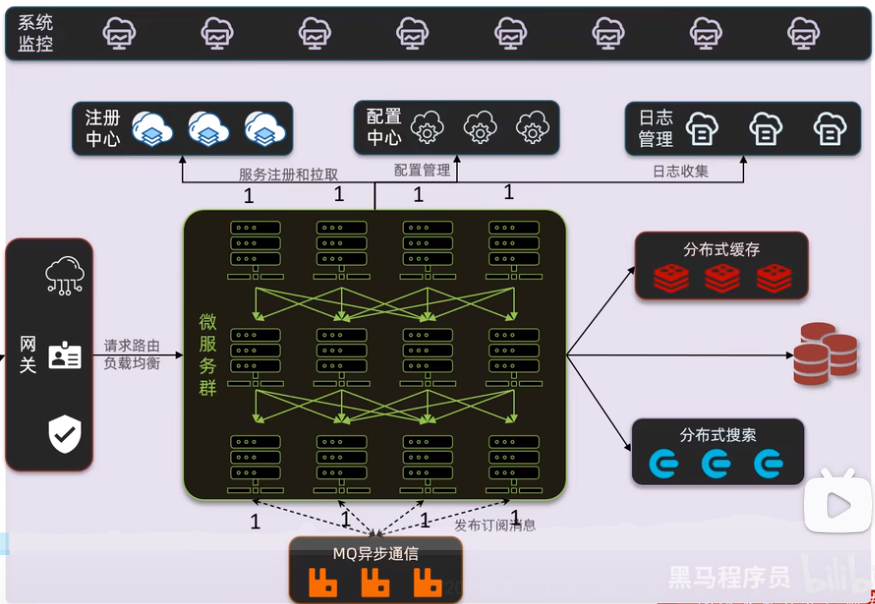 系统
监控
注册
中心
配置
中心
日志
管理
服务注册和拉取
配置管理
日志收集
1
1
1
1
网关
请求路由
负载均衡
微服务群
分布式缓存
分布式搜索
1
1
1
1
发布订阅消息
MQ异步通信
黑马程序员
bilibili